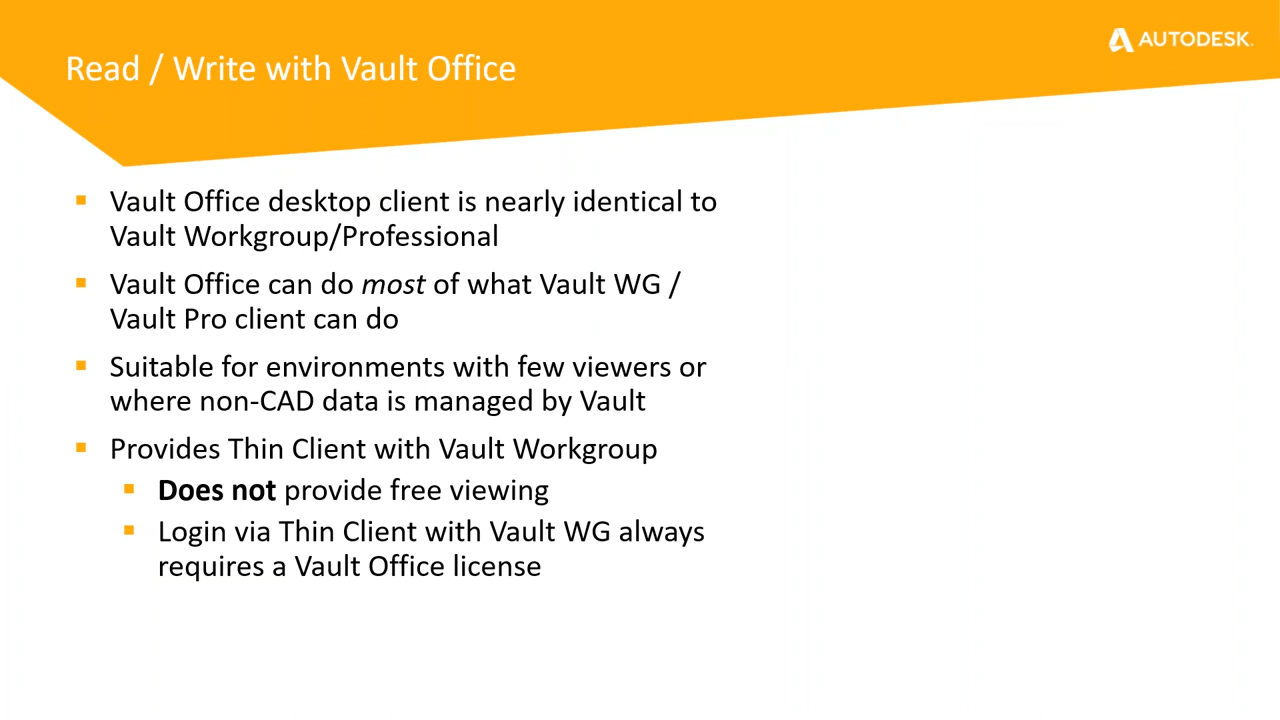 AUTODESK.
Read / Write with Vault Office
Vault Office desktop client is nearly identical to
Vault Workgroup/Professional
Vault Office can do most of what Vault WG /
Vault Pro client can do
Suitable for environments with few viewers or
where non-CAD data is managed by Vault
Provides Thin Client with Vault Workgroup
Does not provide free viewing
Login via Thin Client with Vault WG always
requires a Vault Office license